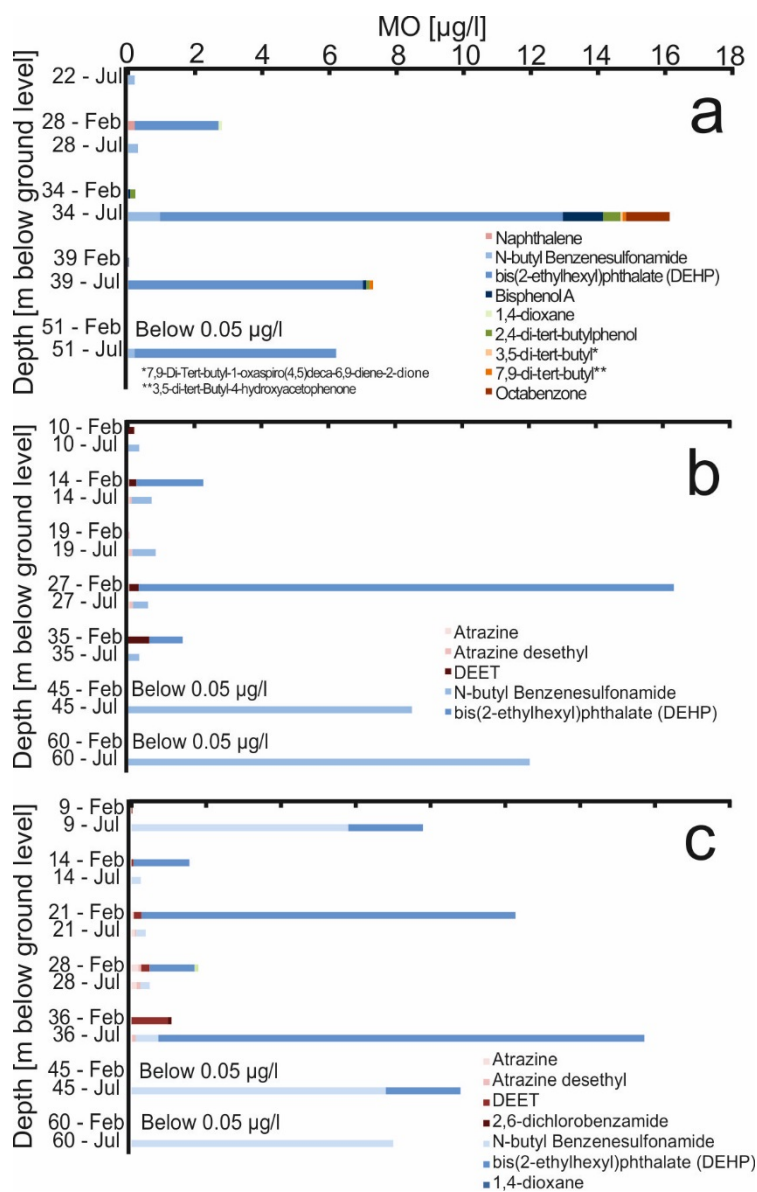 MO [µg/l]
0 2 4 6 8 10 12 14 16 18
a
Depth [m below ground level]
22 - Jul
28 - Feb
28 - Jul
34 - Feb
34 - Jul
39 Feb
39 - Jul
51 - Feb Below 0.05 µg/l
51 - Jul
Naphthalene
N-butyl Benzenesulfonamide
bis(2-ethylhexyl)phthalate (DEHP)
Bisphenol A
1,4-dioxane
2,4-di-tert-butylphenol
3,5-di-tert-butyl*
7,9-di-tert-butyl**
Octabenzone
*7,9-Di-Tert-butyl-1-oxaspiro(4,5)deca-6,9-diene-2-dione
**3,5-di-tert-Butyl-4-hydroxyacetophenone
b
Depth [m below ground level]
10 - Feb
10 - Jul
14 - Feb
14 - Jul
19 - Feb
19 - Jul
27 - Feb
27 - Jul
35 - Feb
35 - Jul
45 - Feb Below 0.05 µg/l
45 - Jul
60 - Feb Below 0.05 µg/l
60 - Jul
Atrazine
Atrazine desethyl
DEET
N-butyl Benzenesulfonamide
bis(2-ethylhexyl)phthalate (DEHP)
c
Depth [m below ground level]
9 - Feb
9 - Jul
14 - Feb
14 - Jul
21 - Feb
21 - Jul
28 - Feb
28 - Jul
36 - Feb
36 - Jul
45 - Feb Below 0.05 µg/l
45 - Jul
60 - Feb Below 0.05 µg/l
60 - Jul
Atrazine
Atrazine desethyl
DEET
2,6-dichlorobenzamide
N-butyl Benzenesulfonamide
bis(2-ethylhexyl)phthalate (DEHP)
1,4-dioxane